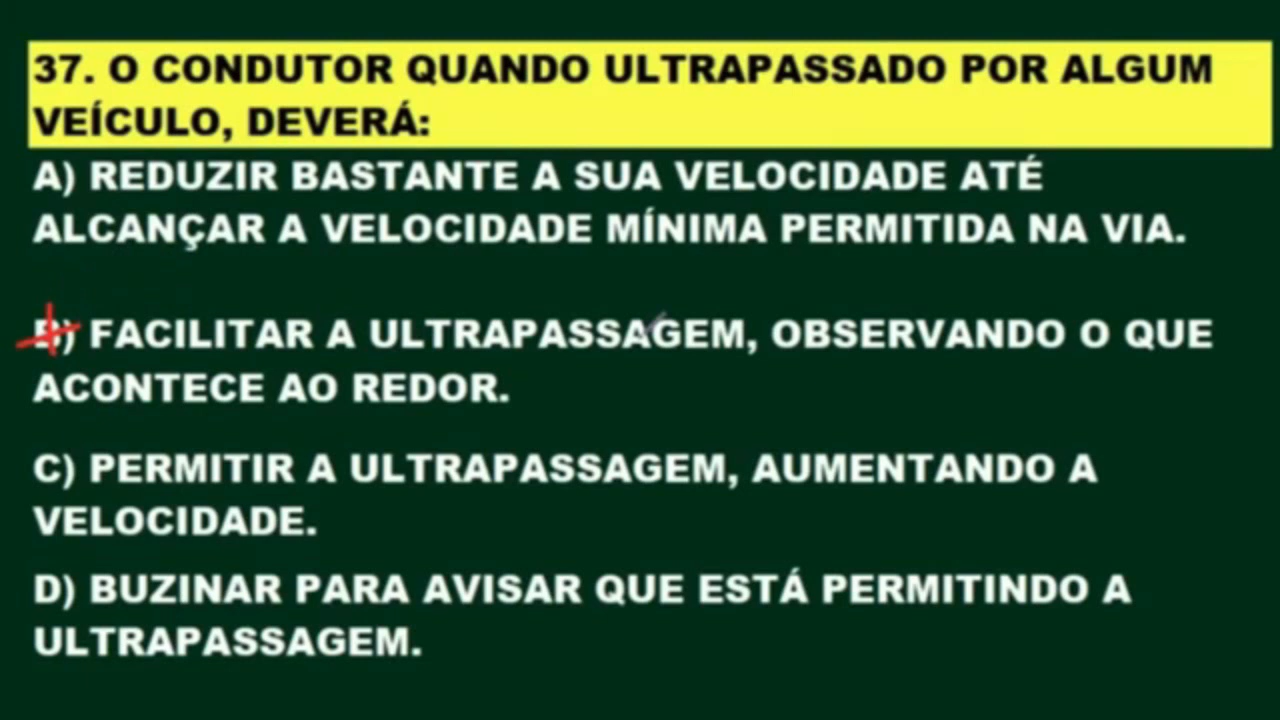 37. O CONDUTOR QUANDO ULTRAPASSADO POR ALGUM
VEÍCULO, DEVERÁ:
A) REDUZIR BASTANTE A SUA VELOCIDADE ATÉ
ALCANÇAR A VELOCIDADE MÍNIMA PERMITIDA NA VIA.
B) FACILITAR A ULTRAPASSAGEM, OBSERVANDO O QUE
ACONTECE AO REDOR.
C) PERMITIR A ULTRAPASSAGEM, AUMENTANDO A
VELOCIDADE.
D) BUZINAR PARA AVISAR QUE ESTÁ PERMITINDO A
ULTRAPASSAGEM.